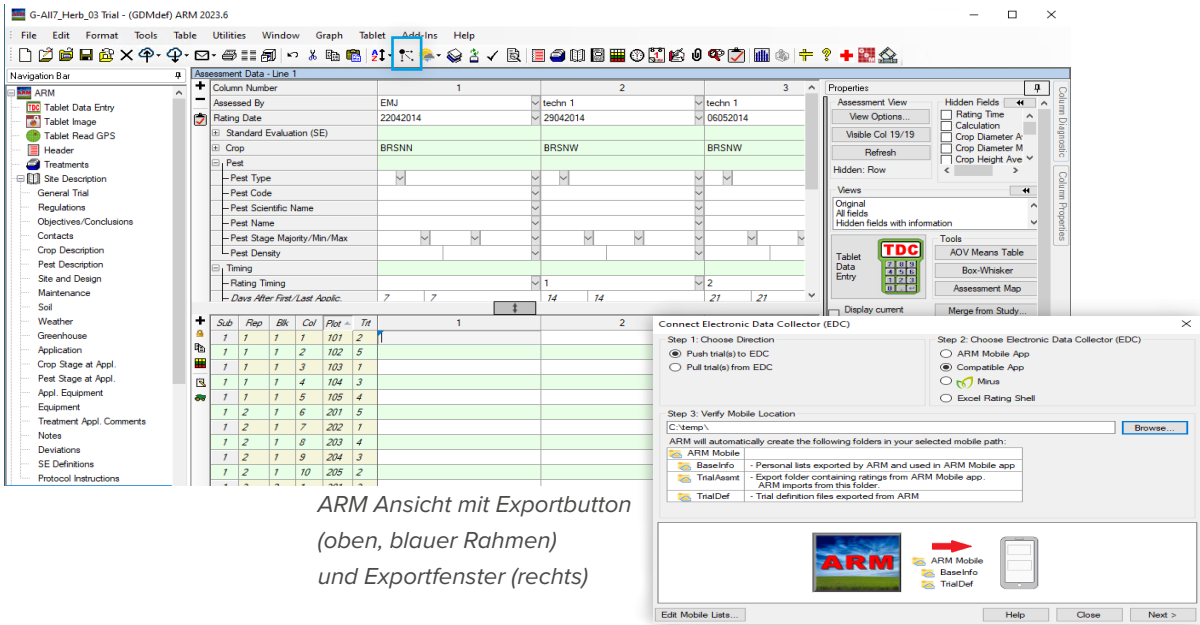 G-All7_Herb_03 Trial - (GDMdef) ARM 2023.6
File Edit Format Tools Table Utilities Window Graph Tablet Add-Ins Help
Navigation Bar
ARM
Tablet Data Entry
Tablet Image
Tablet Read GPS
Header
Treatments
Site Description
General Trial
Regulations
Objectives/Conclusions
Contacts
Crop Description
Pest Description
Site and Design
Maintenance
Soil
Weather
Greenhouse
Application
Crop Stage at Appl.
Pest Stage at Appl.
Appl. Equipment
Equipment
Treatment Appl. Comments
Notes
Deviations
SE Definitions
Protocol Instructions
Assessment Data - Line 1
Column Number 1 2 3
Assessed By EMJ techn 1 techn 1
Rating Date 22042014 29042014 06052014
Standard Evaluation (SE)
Crop BRSNN BRSNW BRSNW
Pest
Pest Type
Pest Code
Pest Scientific Name
Pest Name
Pest Stage Majority/Min/Max
Pest Density
Timing
Rating Timing 1 2
Days After First/Last Applic. 7 7 14 14 21 21
Sub Rep Blk Col Plot Trt 1 2
1 1 1 1 101 2
1 1 1 2 102 5
1 1 1 3 103 1
1 1 1 4 104 3
1 1 1 5 105 4
1 2 1 6 201 5
1 2 1 7 202 1
1 2 1 8 203 4
1 2 1 9 204 3
1 2 1 10 205 2
Properties
Assessment View
View Options...
Visible Col 19/19
Refresh
Hidden: Row
Hidden Fields
Rating Time
Calculation
Crop Diameter A
Crop Diameter M
Crop Height Ave
Views
Original
All fields
Hidden fields with information
Tablet
Data
Entry
TDC
7 8 9
4 5 6
1 2 3
Tools
AOV Means Table
Box-Whisker
Assessment Map
Display current
Merge from Study...
Column Diagnostic
Column Properties
Connect Electronic Data Collector (EDC)
Step 1: Choose Direction
Push trial(s) to EDC
Pull trial(s) from EDC
Step 2: Choose Electronic Data Collector (EDC)
ARM Mobile App
Compatible App
Mirus
Excel Rating Shell
Step 3: Verify Mobile Location
C:\temp\
Browse...
ARM will automatically create the following folders in your selected mobile path:
ARM Mobile
BaseInfo - Personal lists exported by ARM and used in ARM Mobile app
TrialAssmt - Export folder containing ratings from ARM Mobile app.
ARM imports from this folder.
TrialDef - Trial definition files exported from ARM
ARM
ARM Mobile
BaseInfo
TrialDef
Edit Mobile Lists...
Help
Close
Next >
ARM Ansicht mit Exportbutton
(oben, blauer Rahmen)
und Exportfenster (rechts)